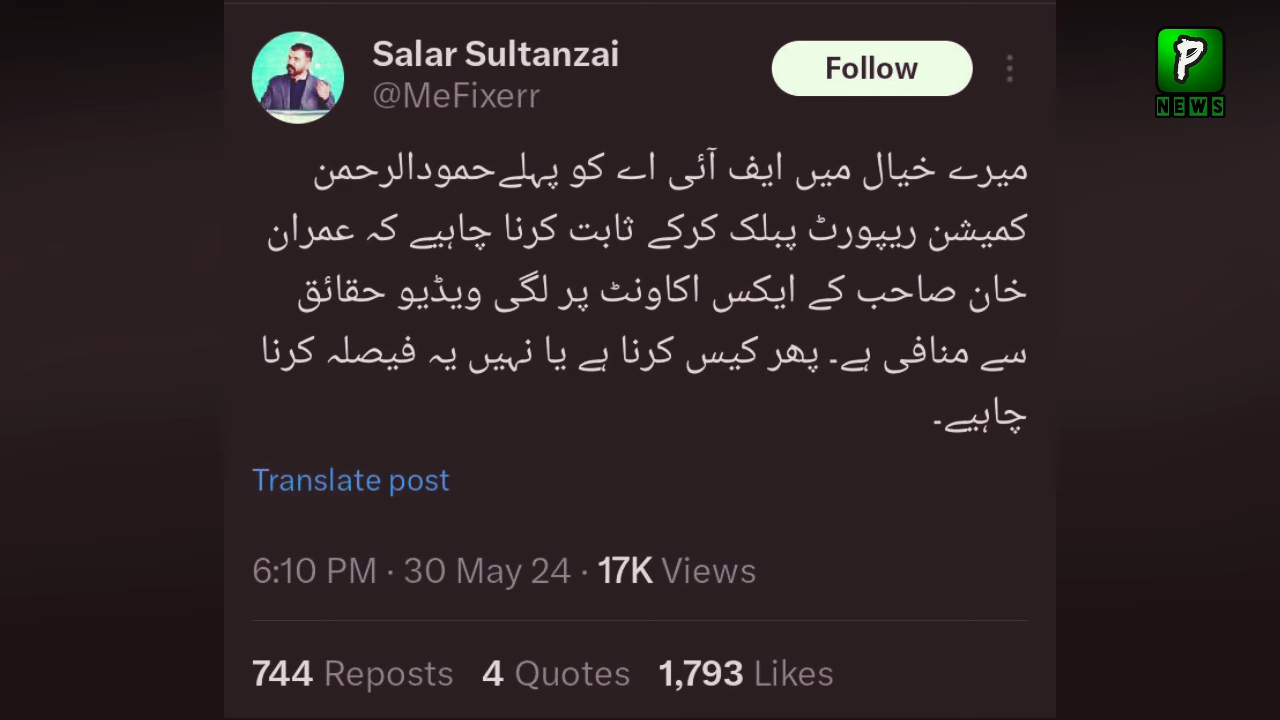 Salar Sultanzai
@MeFixerr
Follow
P
NEWS
میرے خیال میں ایف آئی اے کو پہلےحمودالرحمن
کمیشن ریپورٹ پبلک کرکے ثابت کرنا چاہیے کہ عمران
خان صاحب کے ایکس اکاونٹ پر لگی ویڈیو حقائق
سے منافی ہے۔ پھر کیس کرنا ہے یا نہیں یہ فیصلہ کرنا
چاہیے۔
Translate post
6:10 PM · 30 May 24 · 17K Views
744 Reposts 4 Quotes 1,793 Likes